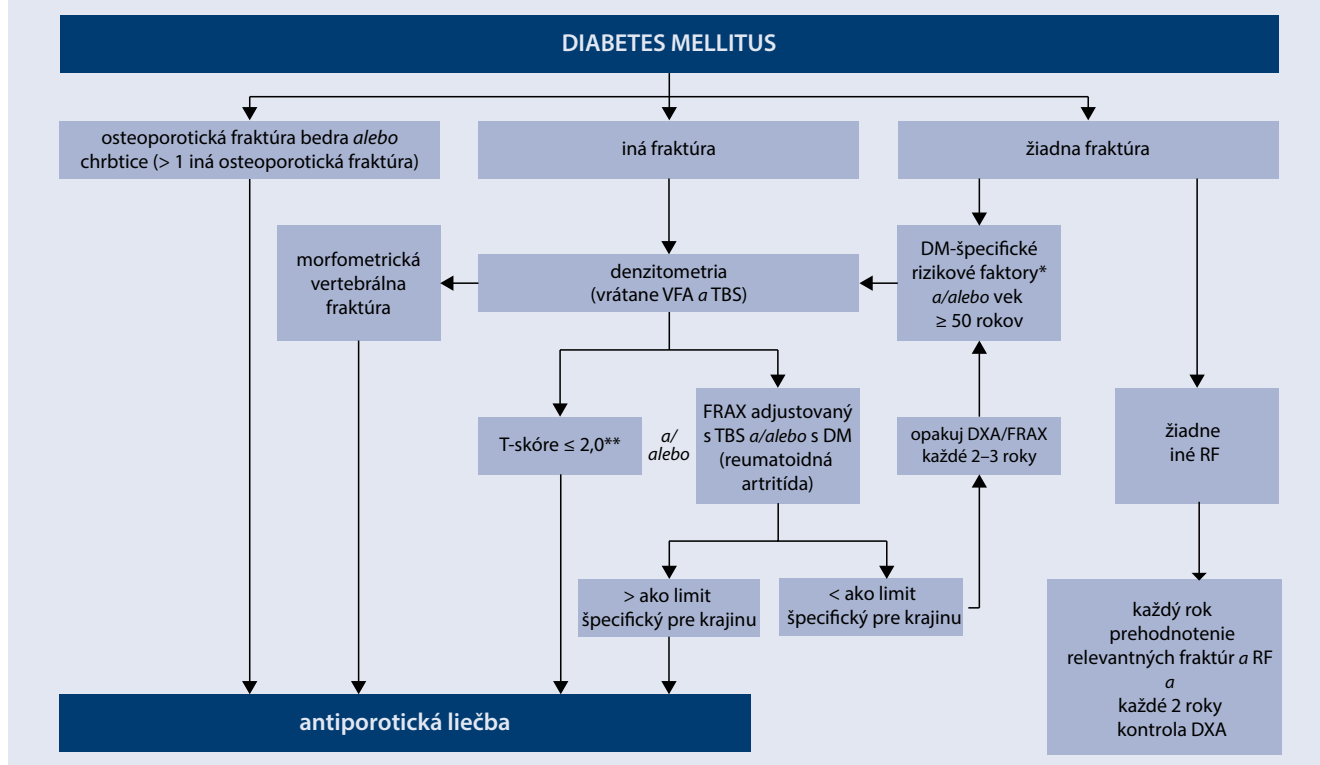 DIABETES MELLITUS
osteoporotická fraktúra bedra alebo
chrbtice (> 1 iná osteoporotická fraktúra)
iná fraktúra
žiadna fraktúra
morfometrická
vertebrálna
fraktúra
denzitometria
(vrátane VFA a TBS)
DM-špecifické
rizikové faktory*
a/alebo vek
≥ 50 rokov
T-skóre ≤ 2,0**
a/
alebo
FRAX adjustovaný
s TBS a/alebo s DM
(reumatoidná
artritída)
opakuj DXA/FRAX
každé 2–3 roky
žiadne
iné RF
> ako limit
špecifický pre krajinu
< ako limit
špecifický pre krajinu
každý rok
prehodnotenie
relevantných fraktúr a RF
a
každé 2 roky
kontrola DXA
antiporotická liečba